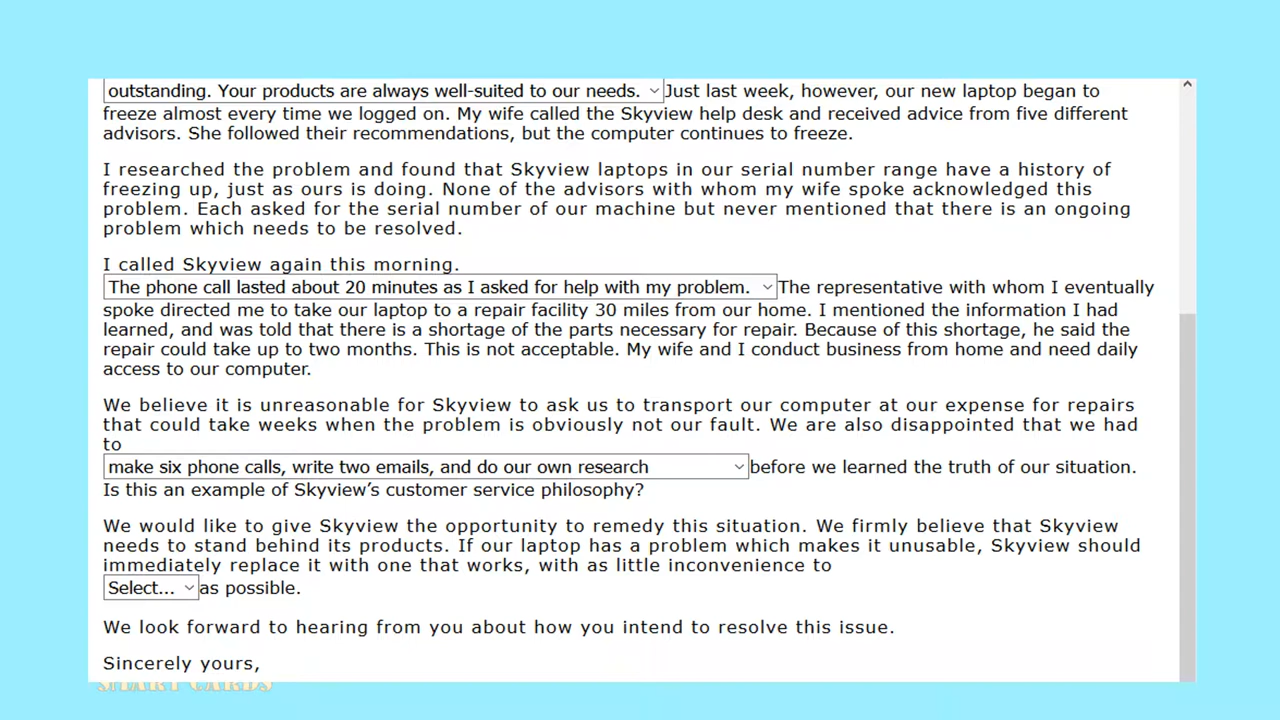 outstanding. Your products are always well-suited to our needs. Just last week, however, our new laptop began to
freeze almost every time we logged on. My wife called the Skyview help desk and received advice from five different
advisors. She followed their recommendations, but the computer continues to freeze.
I researched the problem and found that Skyview laptops in our serial number range have a history of
freezing up, just as ours is doing. None of the advisors with whom my wife spoke acknowledged this
problem. Each asked for the serial number of our machine but never mentioned that there is an ongoing
problem which needs to be resolved.
I called Skyview again this morning.
The phone call lasted about 20 minutes as I asked for help with my problem. The representative with whom I eventually
spoke directed me to take our laptop to a repair facility 30 miles from our home. I mentioned the information I had
learned, and was told that there is a shortage of the parts necessary for repair. Because of this shortage, he said the
repair could take up to two months. This is not acceptable. My wife and I conduct business from home and need daily
access to our computer.
We believe it is unreasonable for Skyview to ask us to transport our computer at our expense for repairs
that could take weeks when the problem is obviously not our fault. We are also disappointed that we had
to
make six phone calls, write two emails, and do our own research before we learned the truth of our situation.
Is this an example of Skyview’s customer service philosophy?
We would like to give Skyview the opportunity to remedy this situation. We firmly believe that Skyview
needs to stand behind its products. If our laptop has a problem which makes it unusable, Skyview should
immediately replace it with one that works, with as little inconvenience to
Select... as possible.
We look forward to hearing from you about how you intend to resolve this issue.
Sincerely yours,